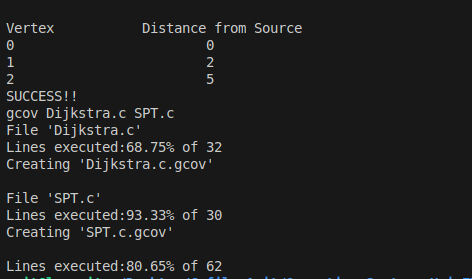 Vertex Distance from Source
0 0
1 2
2 5
SUCCESS!!
gcov Dijkstra.c SPT.c
File 'Dijkstra.c'
Lines executed:68.75% of 32
Creating 'Dijkstra.c.gcov'
File 'SPT.c'
Lines executed:93.33% of 30
Creating 'SPT.c.gcov'
Lines executed:80.65% of 62